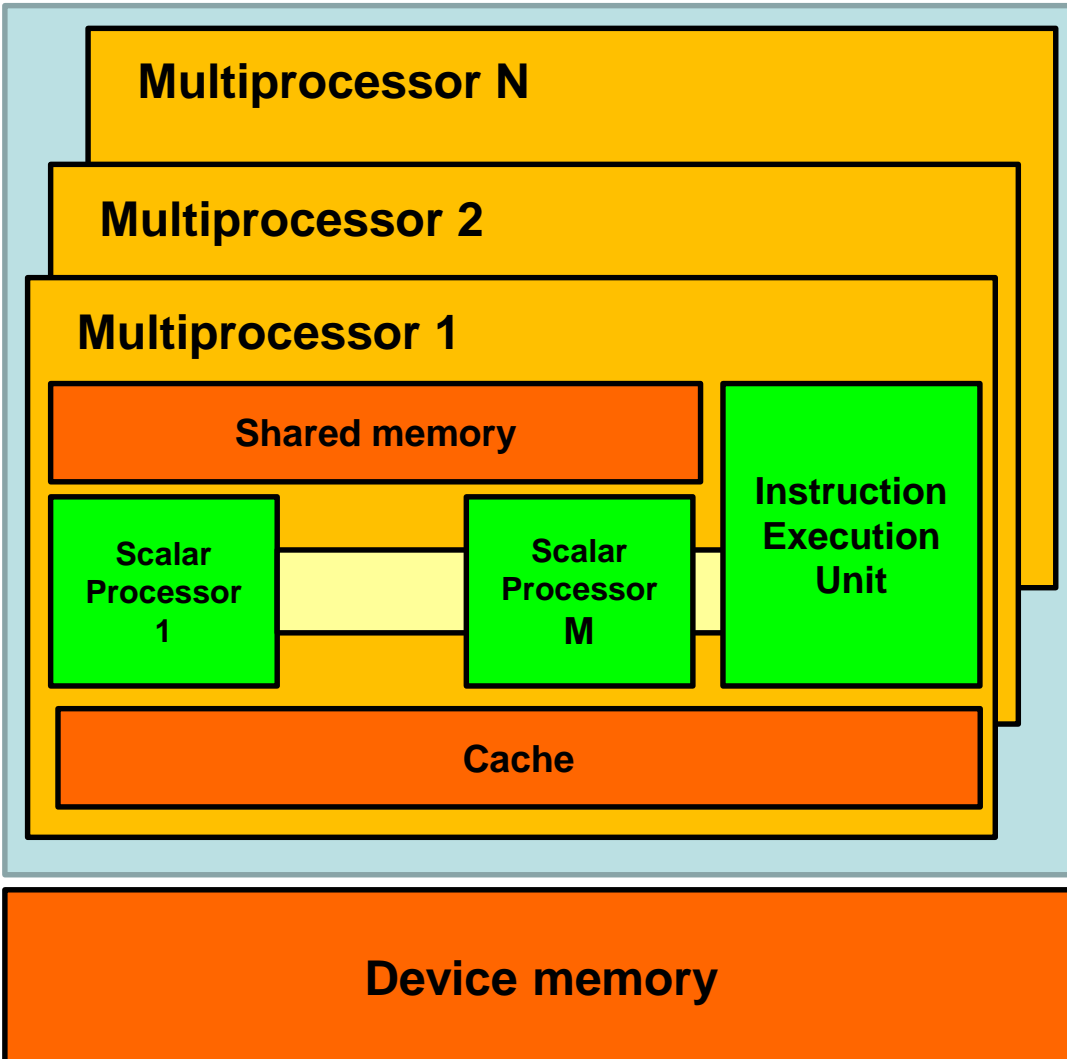 Multiprocessor N
Multiprocessor 2
Multiprocessor 1
Shared memory
Instruction
Execution
Unit
Scalar
Processor
1
Scalar
Processor
M
Cache
Device memory